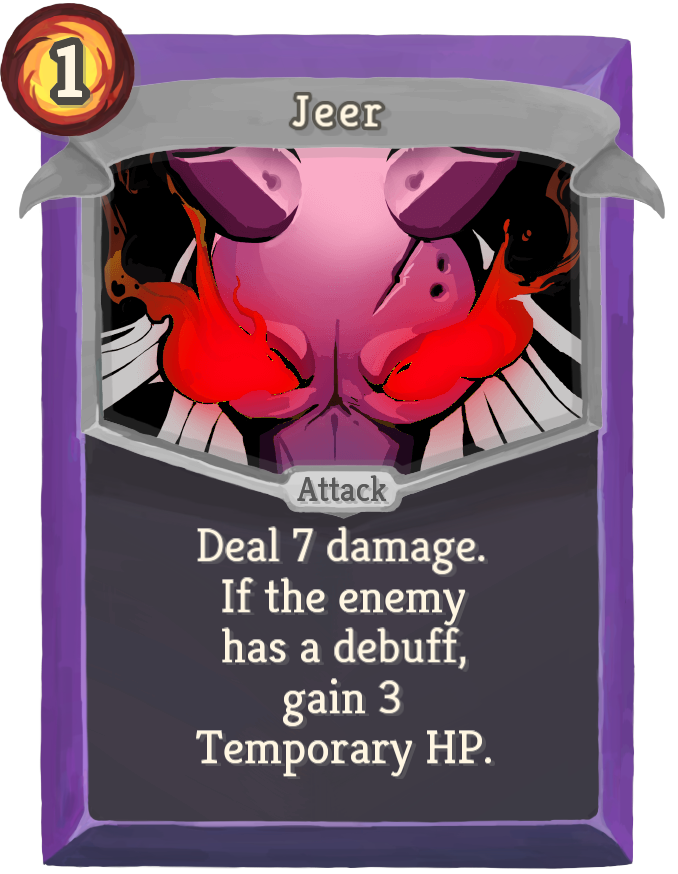 1
Jeer
Attack
Deal 7 damage.
If the enemy
has a debuff,
gain 3
Temporary HP.